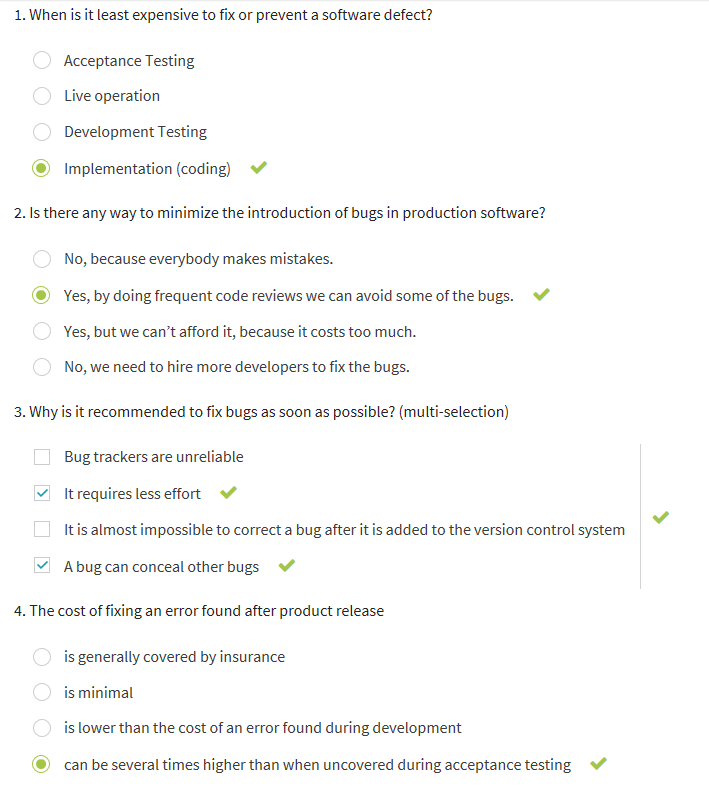 1. When is it least expensive to fix or prevent a software defect?
Acceptance Testing
Live operation
Development Testing
Implementation (coding)
2. Is there any way to minimize the introduction of bugs in production software?
No, because everybody makes mistakes.
Yes, by doing frequent code reviews we can avoid some of the bugs.
Yes, but we can’t afford it, because it costs too much.
No, we need to hire more developers to fix the bugs.
3. Why is it recommended to fix bugs as soon as possible? (multi-selection)
Bug trackers are unreliable
It requires less effort
It is almost impossible to correct a bug after it is added to the version control system
A bug can conceal other bugs
4. The cost of fixing an error found after product release
is generally covered by insurance
is minimal
is lower than the cost of an error found during development
can be several times higher than when uncovered during acceptance testing